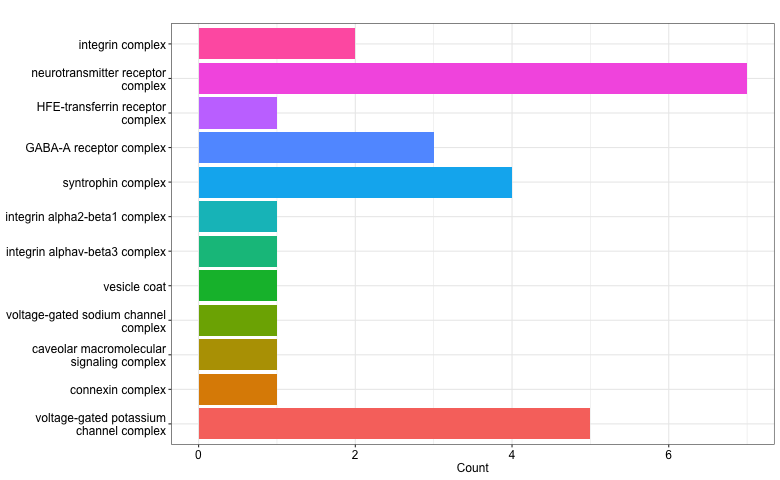 integrin complex
neurotransmitter receptor
complex
HFE-transferrin receptor
complex
GABA-A receptor complex
syntrophin complex
integrin alpha2-beta1 complex
integrin alphav-beta3 complex
vesicle coat
voltage-gated sodium channel
complex
caveolar macromolecular
signaling complex
connexin complex
voltage-gated potassium
channel complex
0 2 4 6
Count